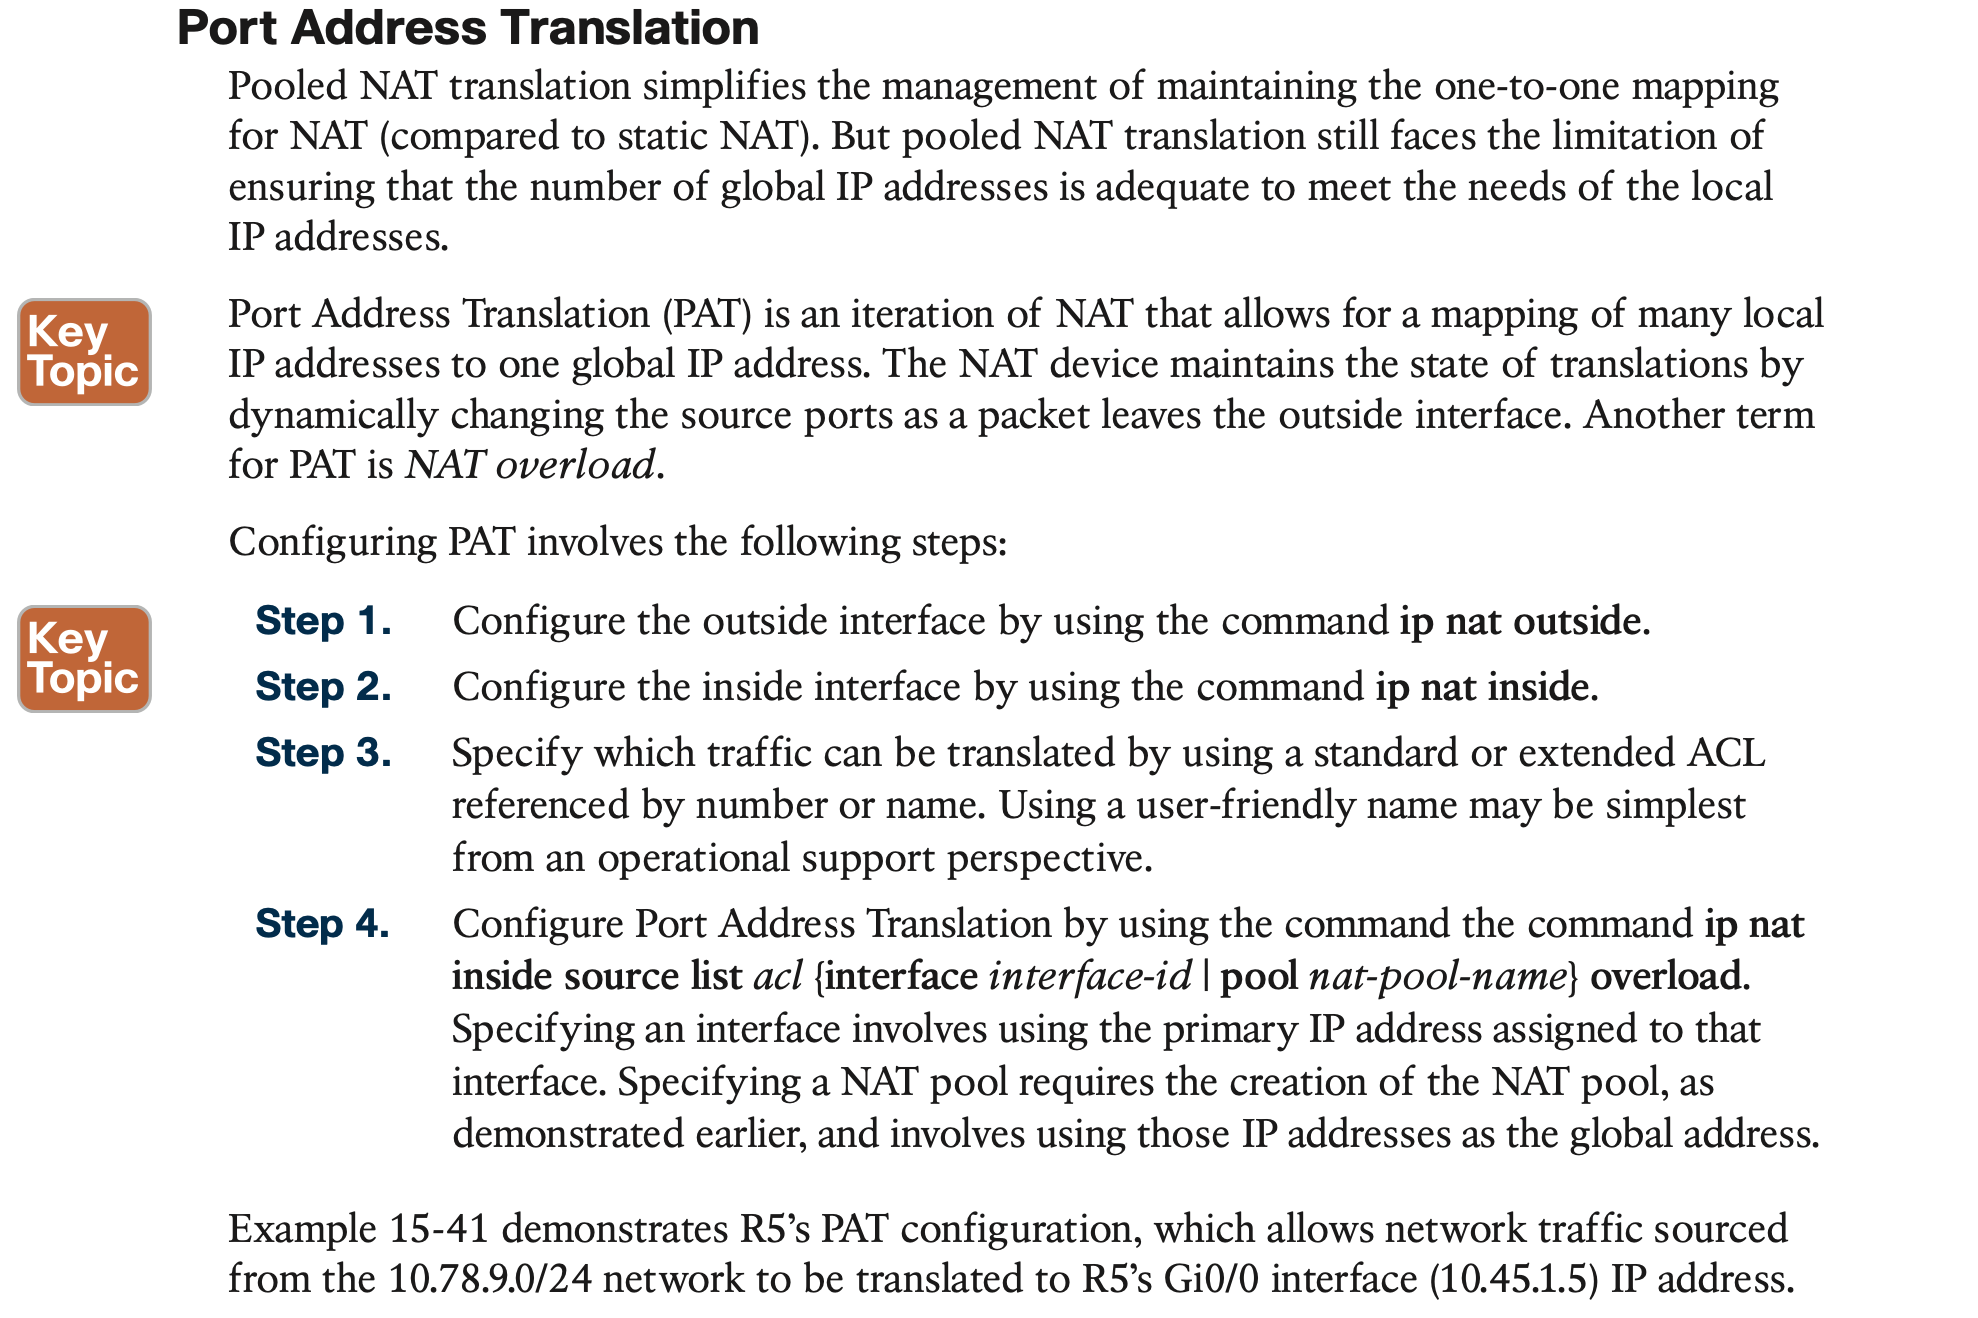 Port Address Translation
Pooled NAT translation simplifies the management of maintaining the one-to-one mapping
for NAT (compared to static NAT). But pooled NAT translation still faces the limitation of
ensuring that the number of global IP addresses is adequate to meet the needs of the local
IP addresses.
Key
Topic
Port Address Translation (PAT) is an iteration of NAT that allows for a mapping of many local
IP addresses to one global IP address. The NAT device maintains the state of translations by
dynamically changing the source ports as a packet leaves the outside interface. Another term
for PAT is NAT overload.
Configuring PAT involves the following steps:
Key
Topic
Step 1. Configure the outside interface by using the command ip nat outside.
Step 2. Configure the inside interface by using the command ip nat inside.
Step 3. Specify which traffic can be translated by using a standard or extended ACL
referenced by number or name. Using a user-friendly name may be simplest
from an operational support perspective.
Step 4. Configure Port Address Translation by using the command the command ip nat
inside source list acl {interface interface-id | pool nat-pool-name} overload.
Specifying an interface involves using the primary IP address assigned to that
interface. Specifying a NAT pool requires the creation of the NAT pool, as
demonstrated earlier, and involves using those IP addresses as the global address.
Example 15-41 demonstrates R5’s PAT configuration, which allows network traffic sourced
from the 10.78.9.0/24 network to be translated to R5’s Gi0/0 interface (10.45.1.5) IP address.